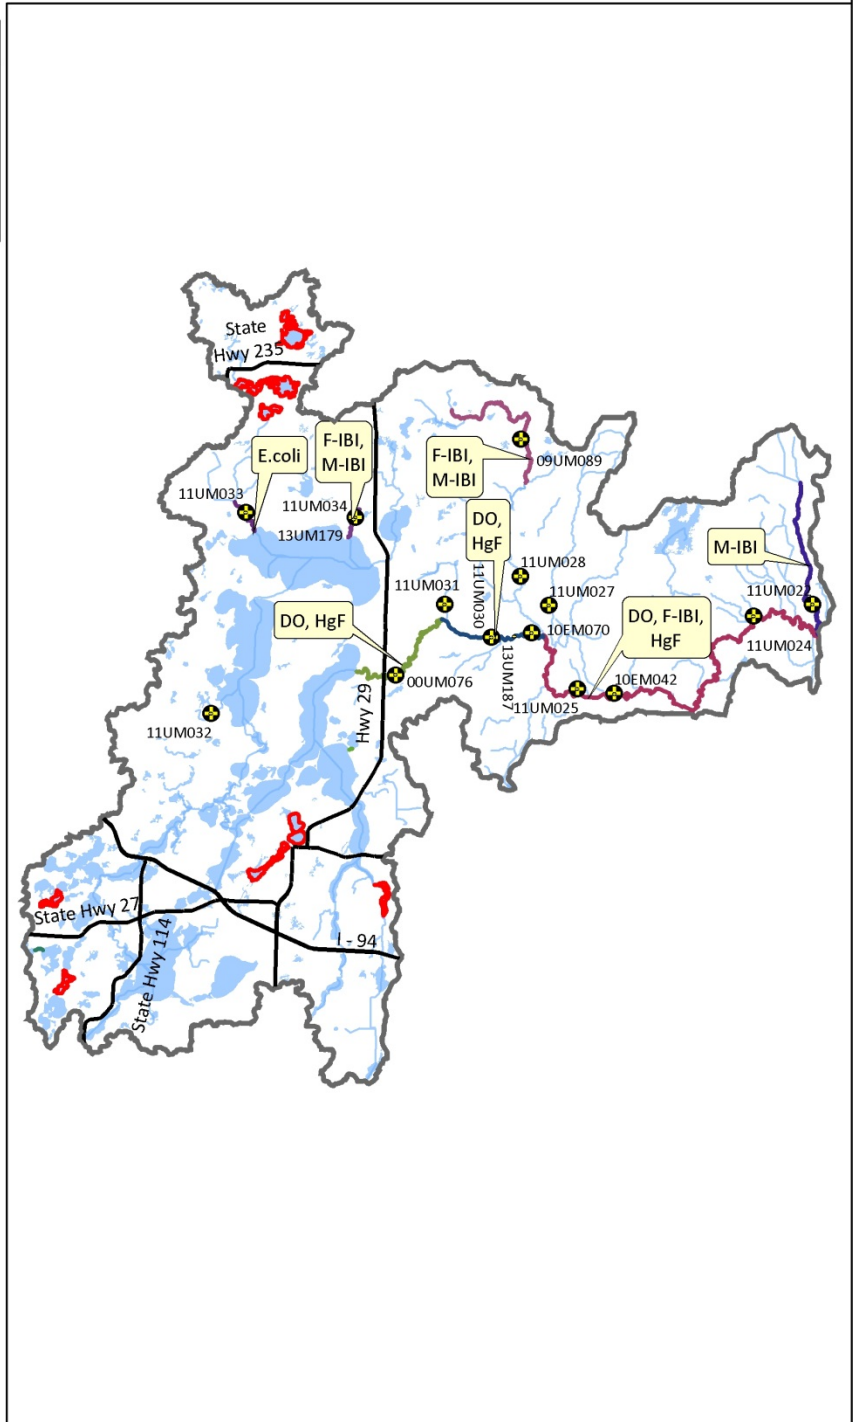 State
Hwy 235
F-IBI,
M-IBI
E.coli
F-IBI,
M-IBI
09UM089
11UM033
11UM034
13UM179
DO,
HgF
M-IBI
11UM028
11UM031
11UM030
11UM027
11UM022
DO, F-IBI,
HgF
DO, HgF
10EM070
11UM024
13UM187
00UM076
10EM042
11UM025
Hwy 29
11UM032
State Hwy 27
I - 94
State Hwy 114